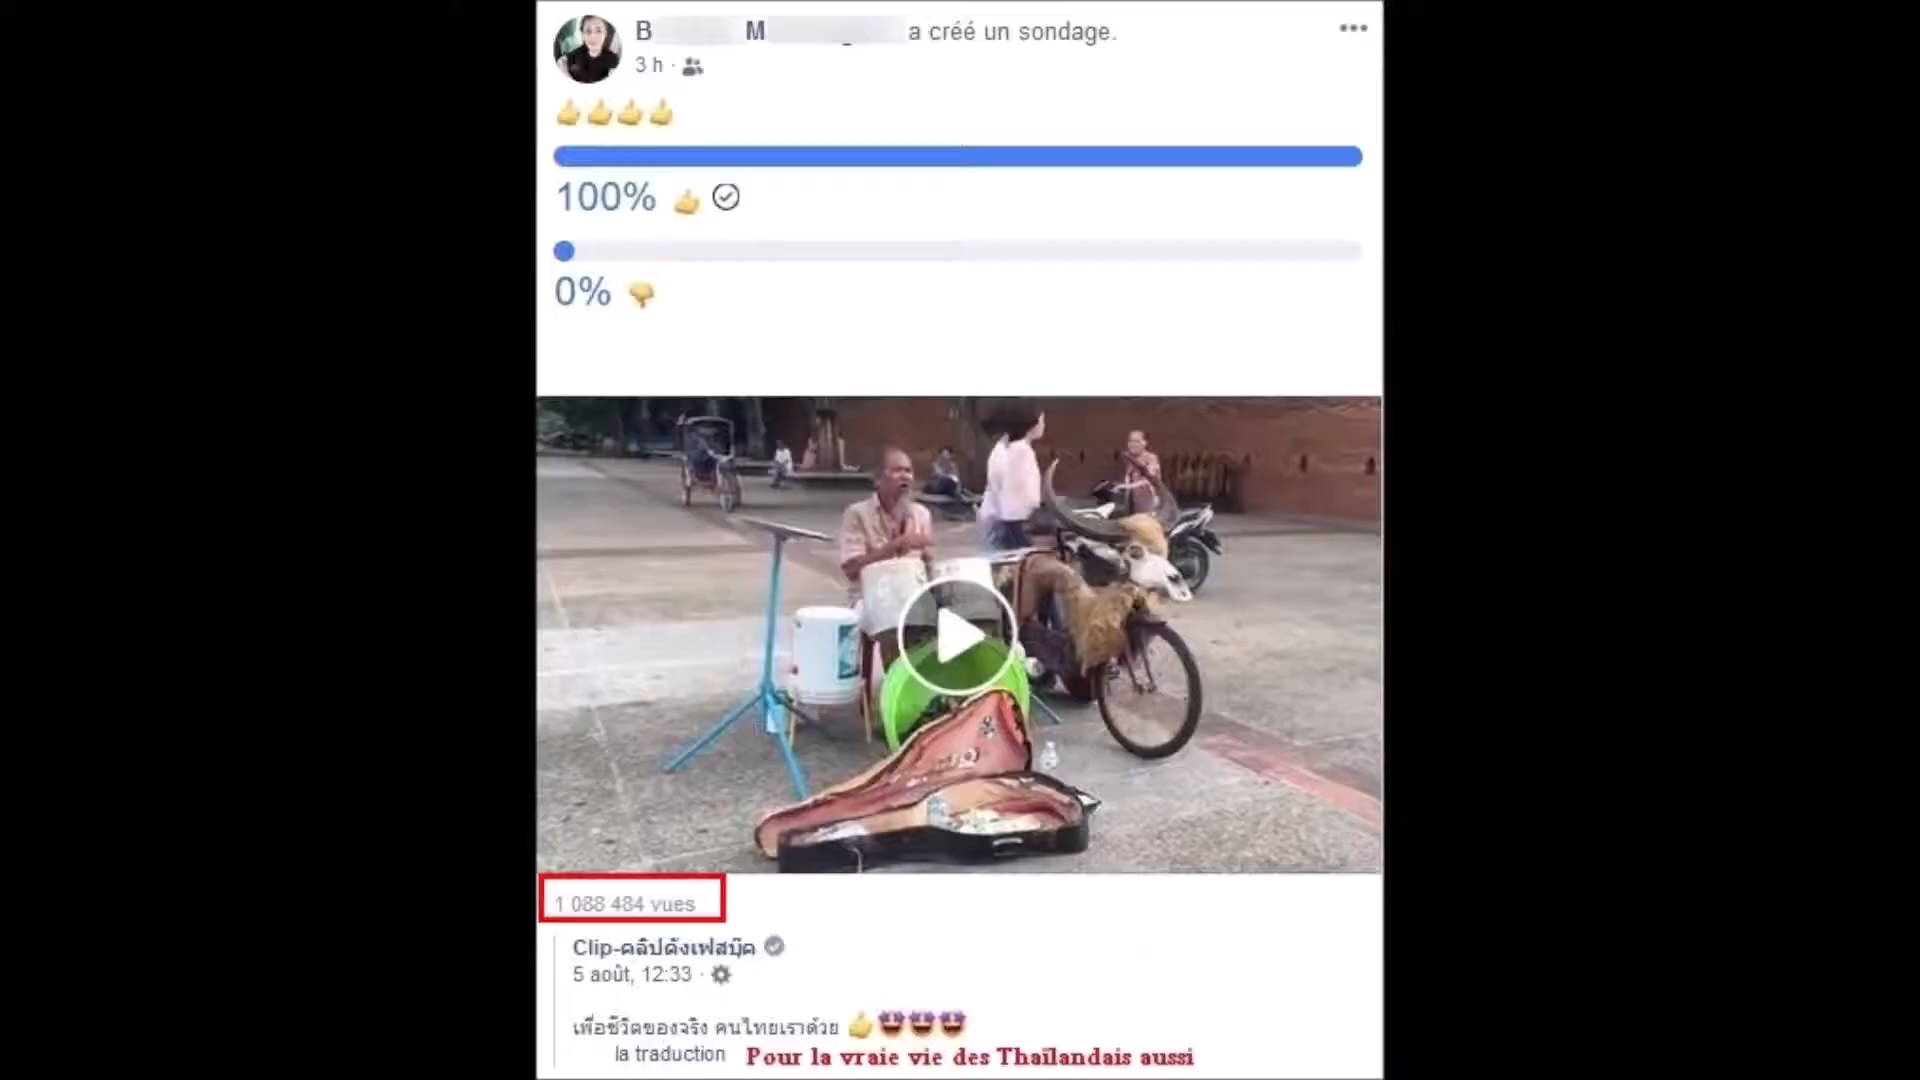 B M a créé un sondage.
3 h ·
100%
0%
1 088 484 vues
Clip-คลิปดังเฟสบุ๊ค
5 août, 12:33 ·
เพื่อชีวิตของจริง คนไทยเราด้วย
la traduction Pour la vraie vie des Thaïlandais aussi